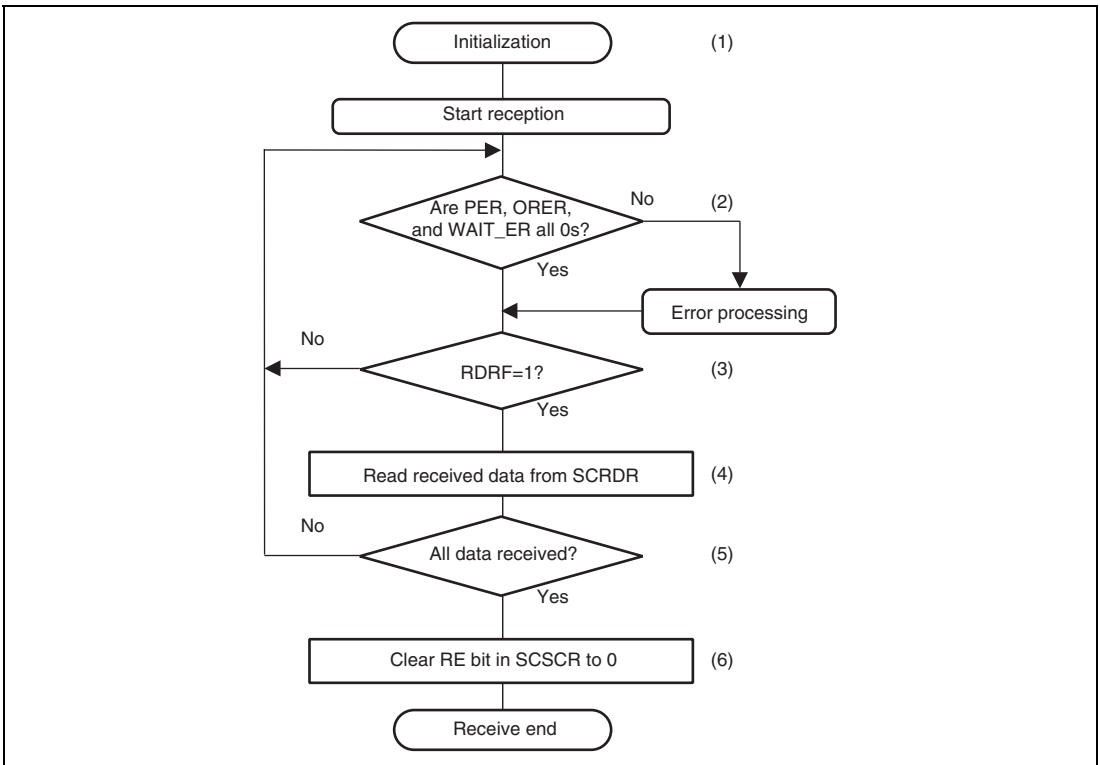 Initialization
(1)
Start reception
Are PER, ORER,
and WAIT_ER all 0s?
No
(2)
Yes
Error processing
No
RDRF=1?
(3)
Yes
Read received data from SCRDR
(4)
No
All data received?
(5)
Yes
Clear RE bit in SCSCR to 0
(6)
Receive end